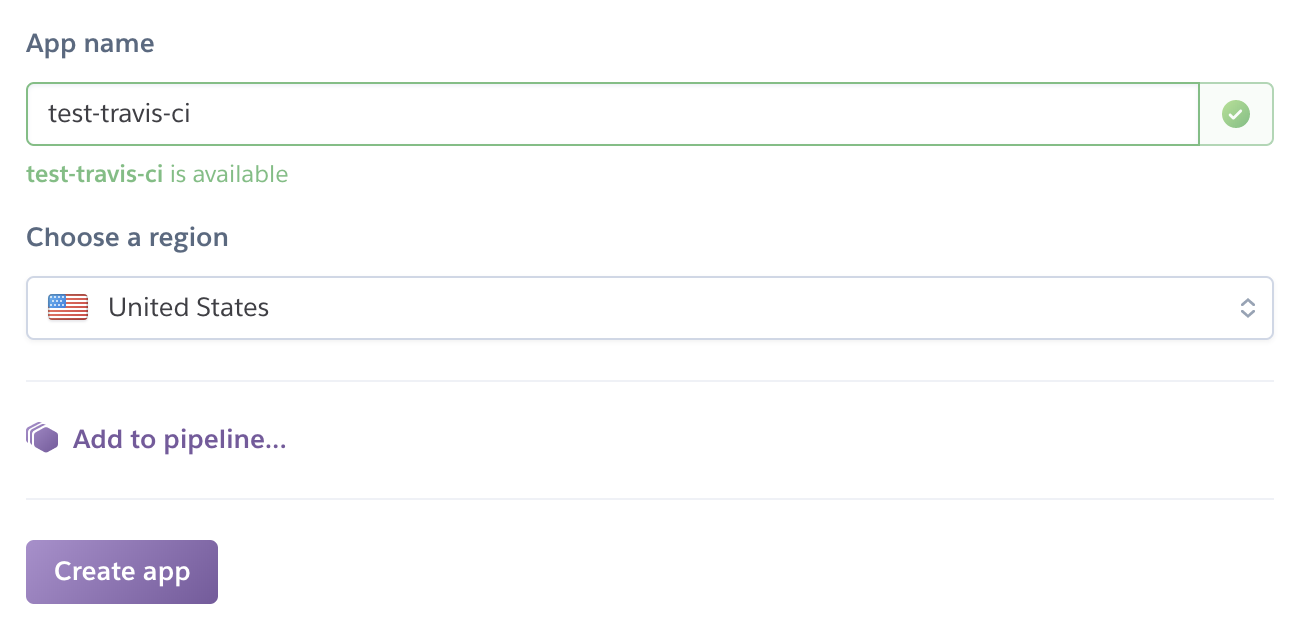 App name
test-travis-ci
test-travis-ci is available
Choose a region
United States
Add to pipeline...
Create app